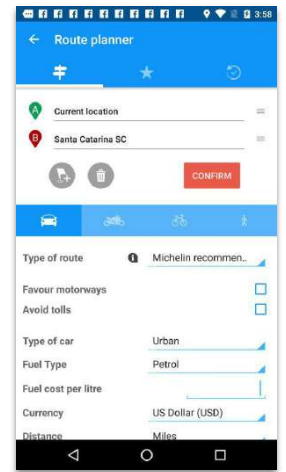 3:58
Route planner
A Current location
B Santa Catarina SC
CONFIRM
Type of route Michelin recommen..
Favour motorways
Avoid tolls
Type of car Urban
Fuel Type Petrol
Fuel cost per litre
Currency US Dollar (USD)
Distance Miles